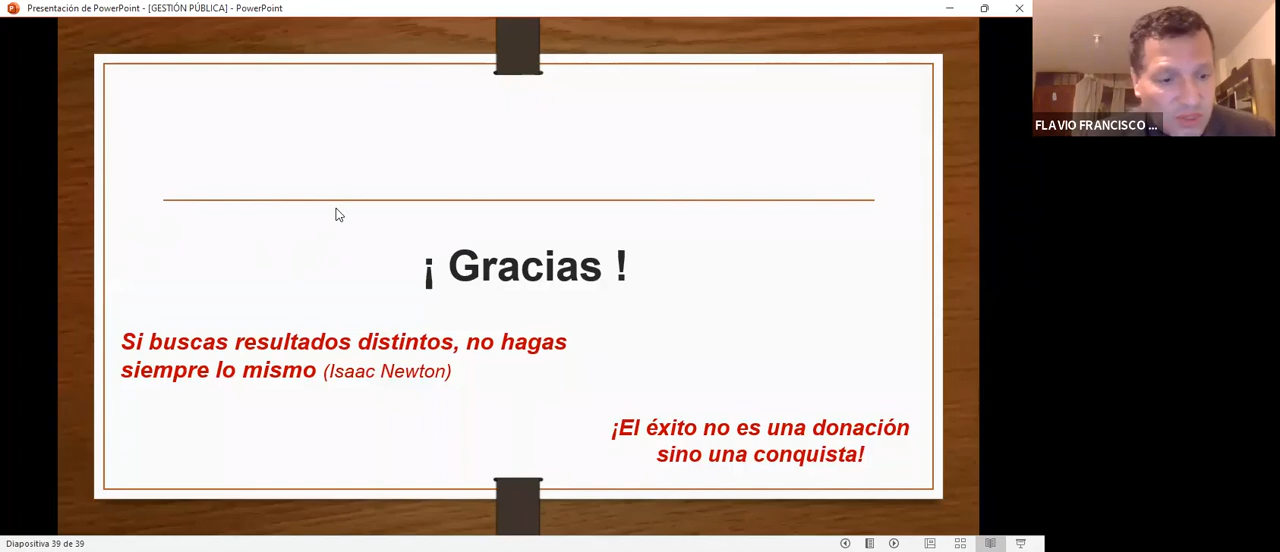 Presentación de PowerPoint - [GESTIÓN PÚBLICA] - PowerPoint
FLAVIO FRANCISCO ...
¡ Gracias !
Si buscas resultados distintos, no hagas
siempre lo mismo (Isaac Newton)
¡El éxito no es una donación
sino una conquista!
Diapositiva 39 de 39